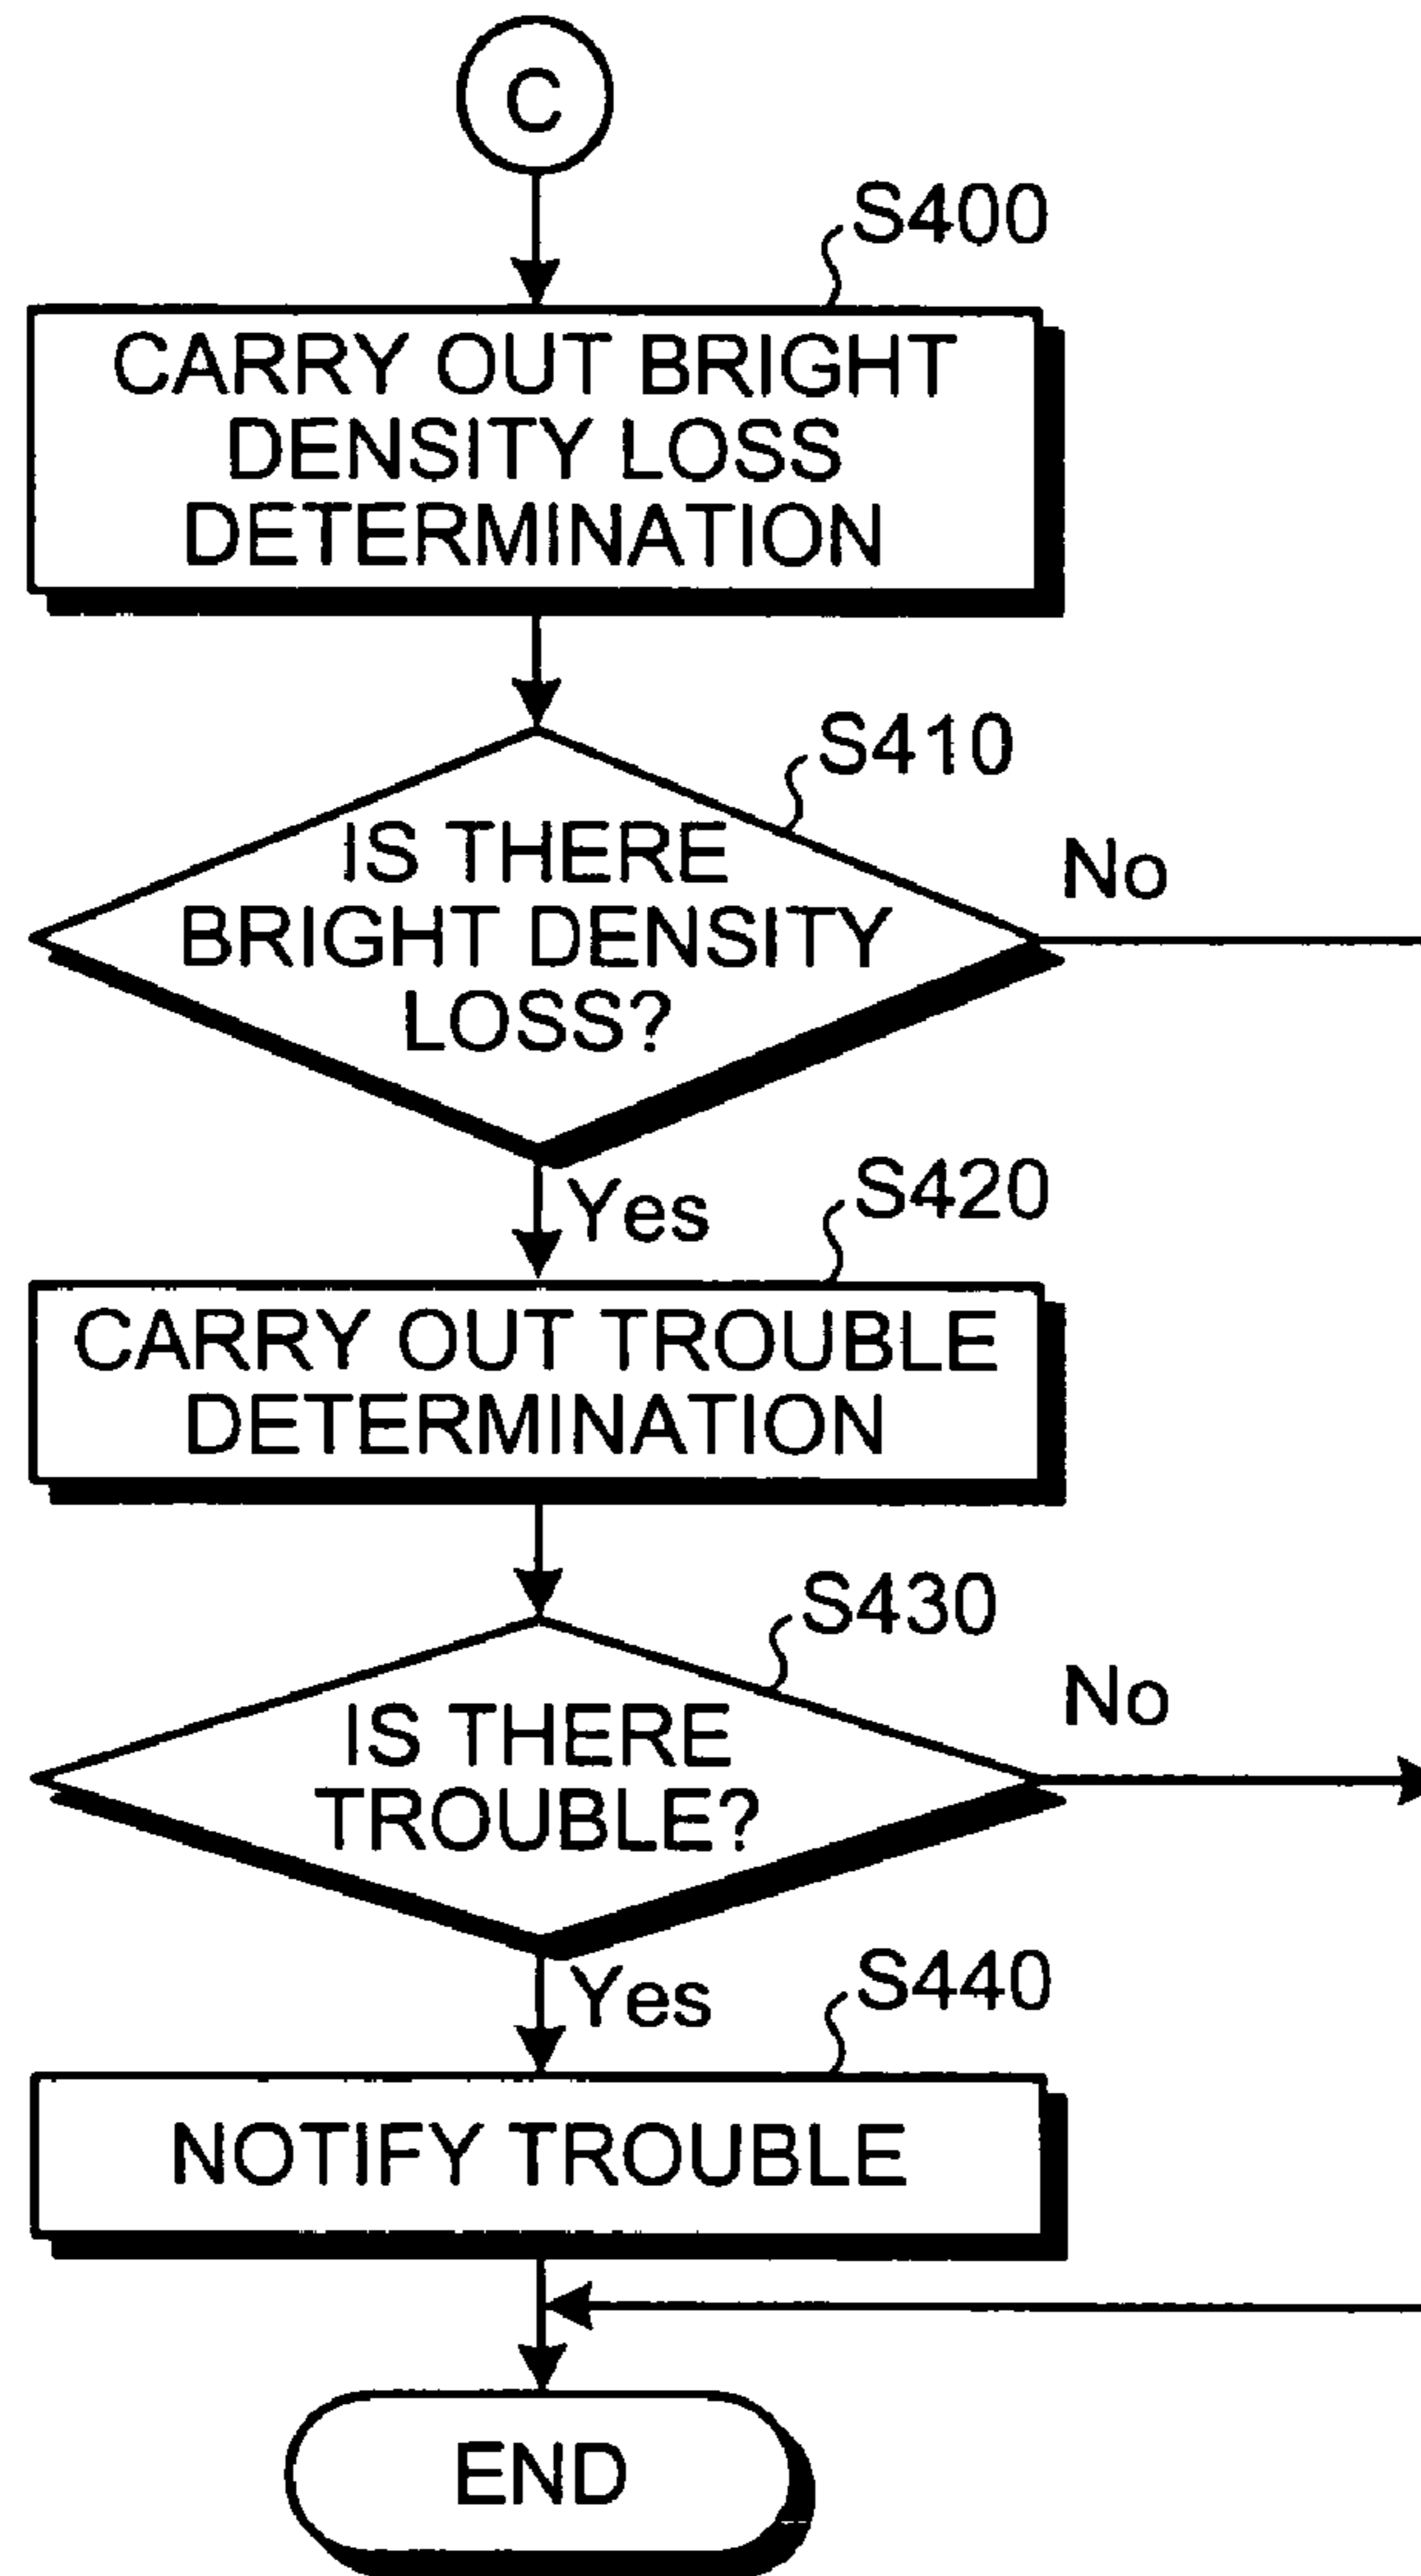 C
S400
CARRY OUT BRIGHT
DENSITY LOSS
DETERMINATION
S410
IS THERE
BRIGHT DENSITY
LOSS?
No
Yes
S420
CARRY OUT TROUBLE
DETERMINATION
S430
IS THERE
TROUBLE?
No
Yes
S440
NOTIFY TROUBLE
END